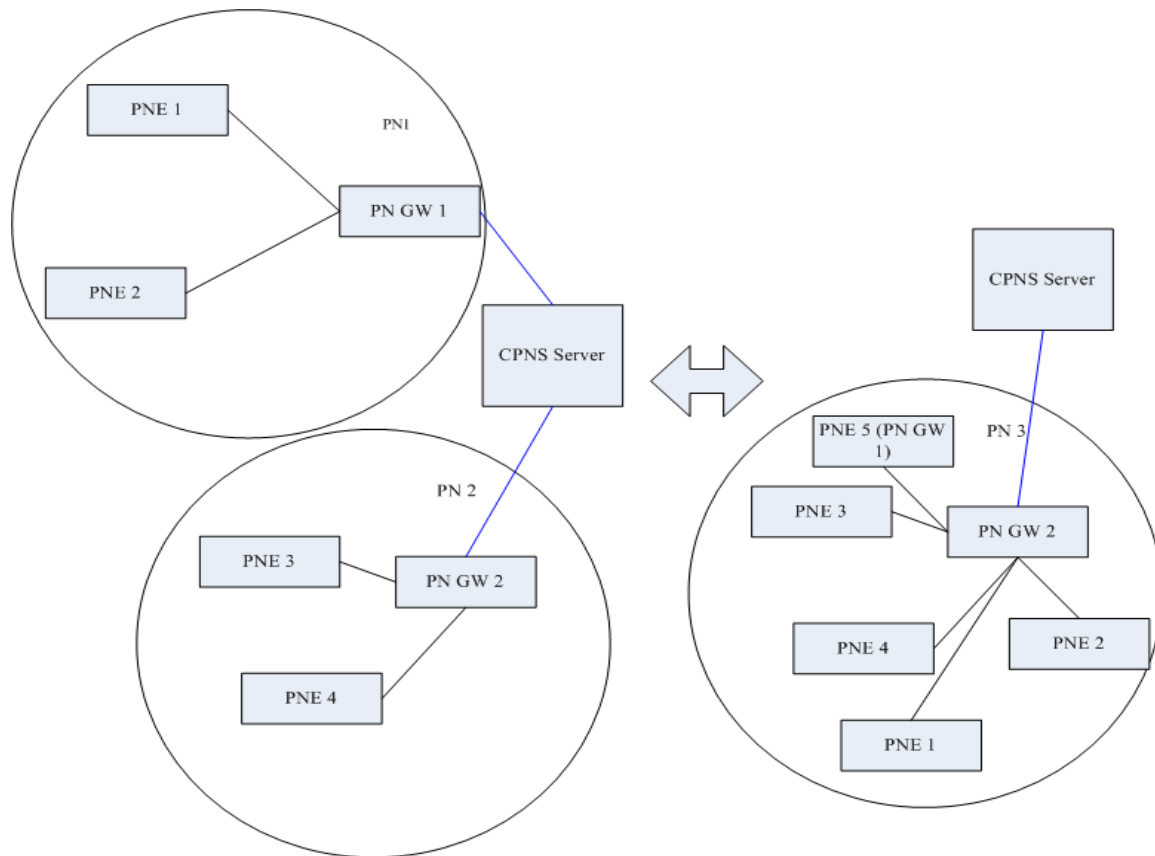 PNE 1
PN1
PN GW 1
PNE 2
CPNS Server
PN 2
PNE 3
PN GW 2
PNE 4
CPNS Server
PNE 5 (PN GW
1)
PN 3
PNE 3
PN GW 2
PNE 4
PNE 2
PNE 1